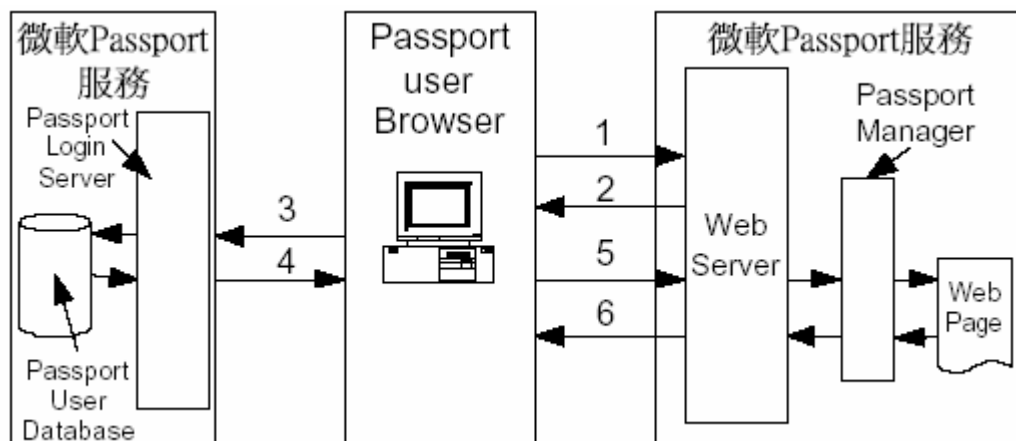 微軟Passport
服務
Passport
Login
Server
Passport
User
Database
3
4
Passport
user
Browser
1
2
5
6
微軟Passport服務
Passport
Manager
Web
Server
Web
Page